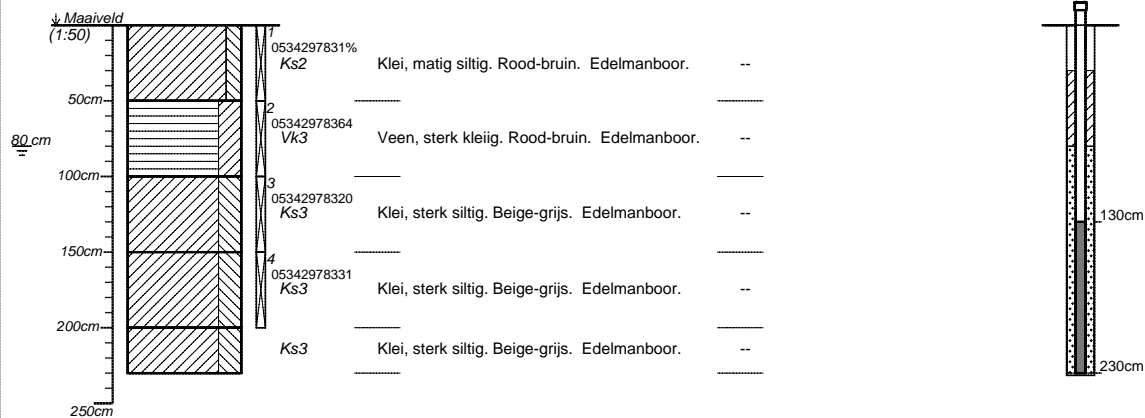 Maaiveld
(1:50)
1
0534297831%
Ks2 Klei, matig siltig. Rood-bruin. Edelmanboor. --
50cm
2
05342978364
Vk3 Veen, sterk kleiig. Rood-bruin. Edelmanboor. --
80 cm
100cm
3
05342978320
Ks3 Klei, sterk siltig. Beige-grijs. Edelmanboor. --
130cm
150cm
4
05342978331
Ks3 Klei, sterk siltig. Beige-grijs. Edelmanboor. --
200cm
Ks3 Klei, sterk siltig. Beige-grijs. Edelmanboor. --
230cm
250cm